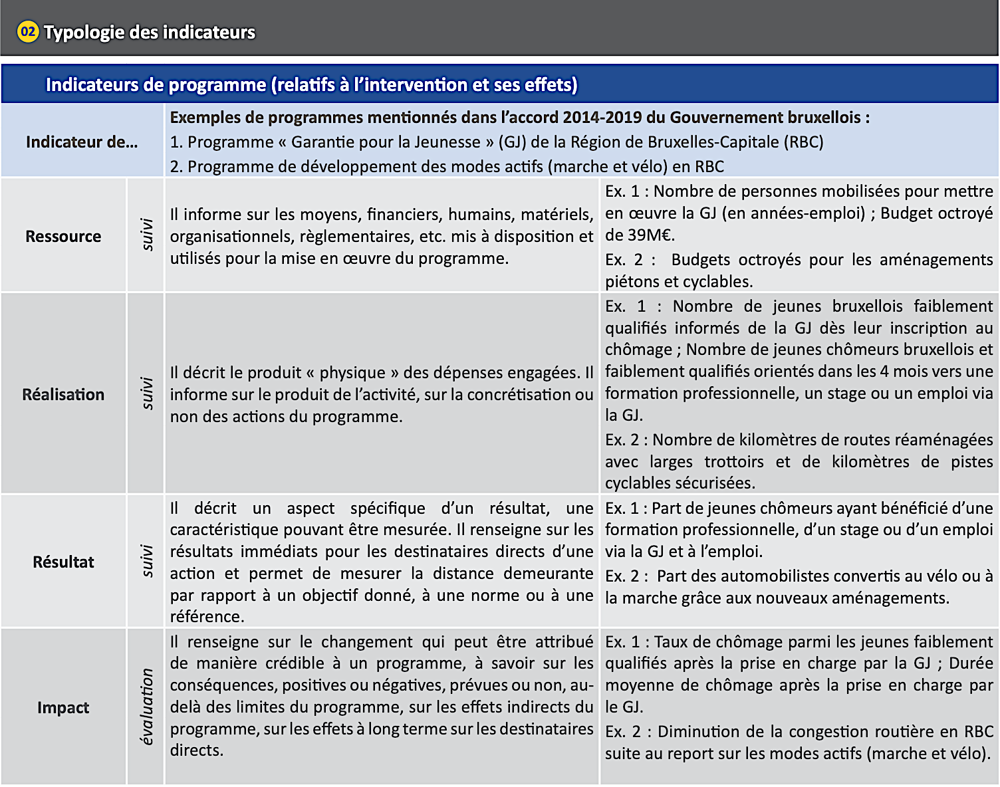 02 Typologie des indicateurs
Indicateurs de programme (relatifs à l’intervention et ses effets)
Indicateur de...
Exemples de programmes mentionnés dans l’accord 2014-2019 du Gouvernement bruxellois :
1. Programme « Garantie pour la Jeunesse » (GJ) de la Région de Bruxelles-Capitale (RBC)
2. Programme de développement des modes actifs (marche et vélo) en RBC
Ressource
suivi
Il informe sur les moyens, financiers, humains, matériels,
organisationnels, règlementaires, etc. mis à disposition et
utilisés pour la mise en œuvre du programme.
Ex. 1 : Nombre de personnes mobilisées pour mettre
en œuvre la GJ (en années-emploi) ; Budget octroyé
de 39M€.
Ex. 2 : Budgets octroyés pour les aménagements
piétons et cyclables.
Réalisation
suivi
Il décrit le produit « physique » des dépenses engagées. Il
informe sur le produit de l’activité, sur la concrétisation ou
non des actions du programme.
Ex. 1 : Nombre de jeunes bruxellois faiblement
qualifiés informés de la GJ dès leur inscription au
chômage ; Nombre de jeunes chômeurs bruxellois et
faiblement qualifiés orientés dans les 4 mois vers une
formation professionnelle, un stage ou un emploi via
la GJ.
Ex. 2 : Nombre de kilomètres de routes réaménagées
avec larges trottoirs et de kilomètres de pistes
cyclables sécurisées.
Résultat
suivi
Il décrit un aspect spécifique d’un résultat, une
caractéristique pouvant être mesurée. Il renseigne sur les
résultats immédiats pour les destinataires directs d’une
action et permet de mesurer la distance demeurante
par rapport à un objectif donné, à une norme ou à une
référence.
Ex. 1 : Part de jeunes chômeurs ayant bénéficié d’une
formation professionnelle, d’un stage ou d’un emploi
via la GJ et à l’emploi.
Ex. 2 : Part des automobilistes convertis au vélo ou à
la marche grâce aux nouveaux aménagements.
Impact
évaluation
Il renseigne sur le changement qui peut être attribué
de manière crédible à un programme, à savoir sur les
conséquences, positives ou négatives, prévues ou non, au-
delà des limites du programme, sur les effets indirects du
programme, sur les effets à long terme sur les destinataires
directs.
Ex. 1 : Taux de chômage parmi les jeunes faiblement
qualifiés après la prise en charge par la GJ ; Durée
moyenne de chômage après la prise en charge par
le GJ.
Ex. 2 : Diminution de la congestion routière en RBC
suite au report sur les modes actifs (marche et vélo).